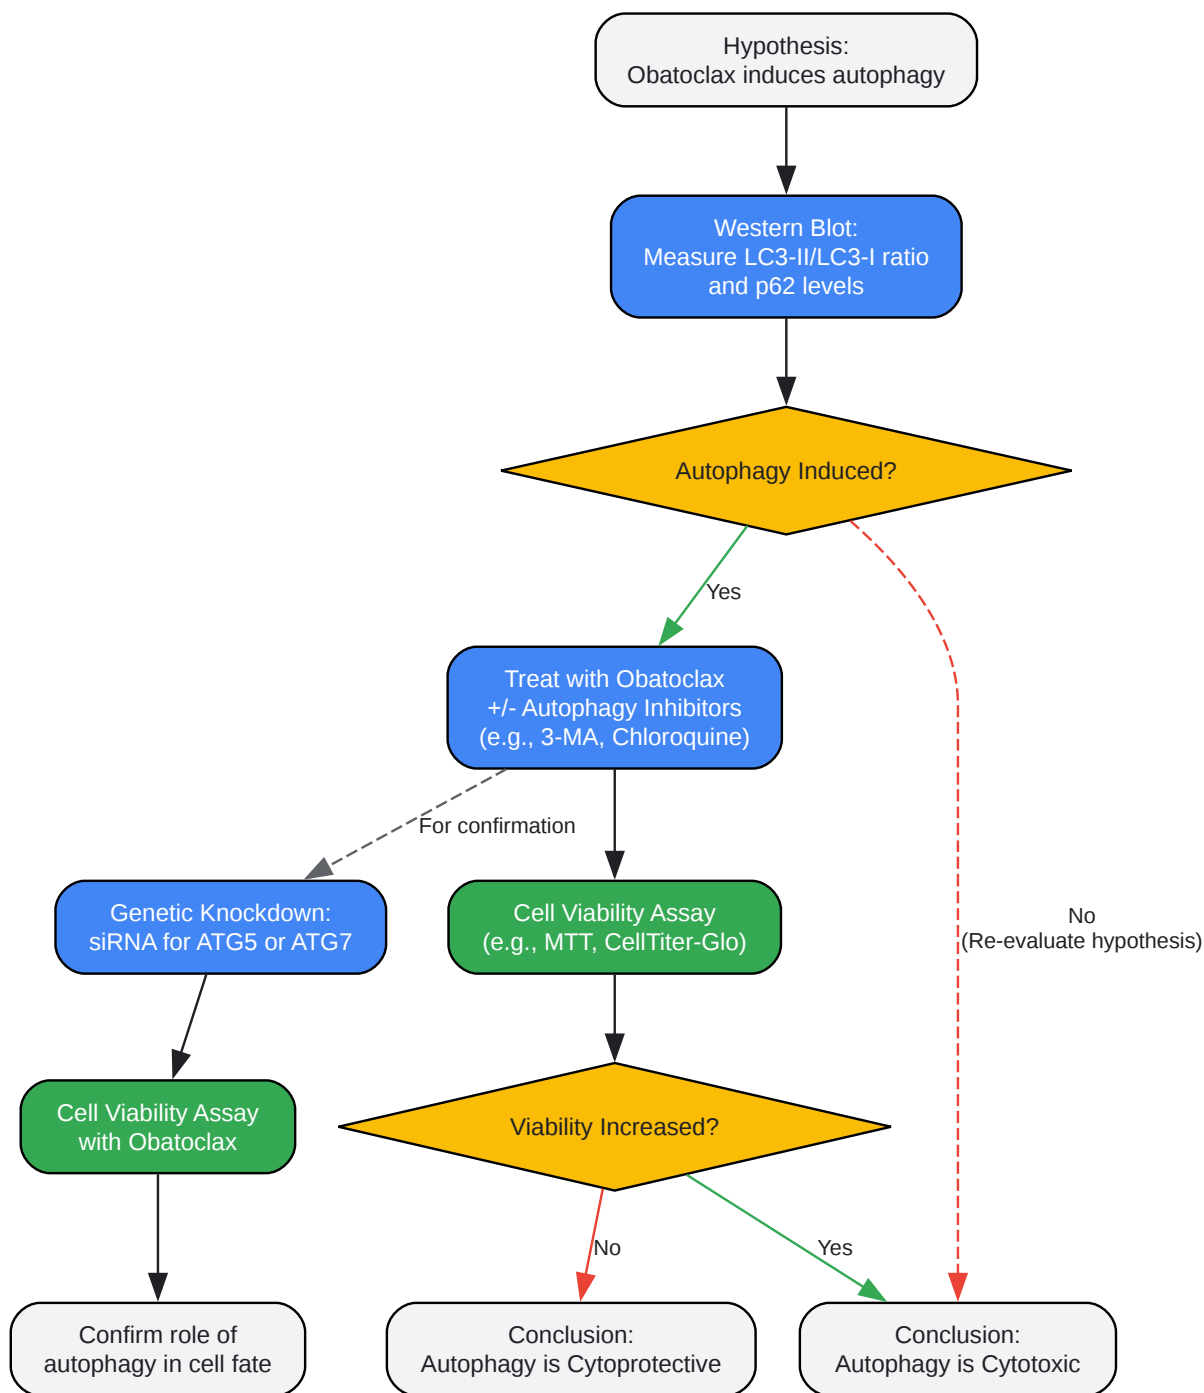 Hypothesis:
Obatoclax induces autophagy
Western Blot:
Measure LC3-II/LC3-I ratio
and p62 levels
Autophagy Induced?
Yes
Treat with Obatoclax
+/- Autophagy Inhibitors
(e.g., 3-MA, Chloroquine)
For confirmation
Genetic Knockdown:
siRNA for ATG5 or ATG7
Cell Viability Assay
(e.g., MTT, CellTiter-Glo)
No
(Re-evaluate hypothesis)
Cell Viability Assay
with Obatoclax
Viability Increased?
No
Yes
Confirm role of
autophagy in cell fate
Conclusion:
Autophagy is Cytoprotective
Conclusion:
Autophagy is Cytotoxic